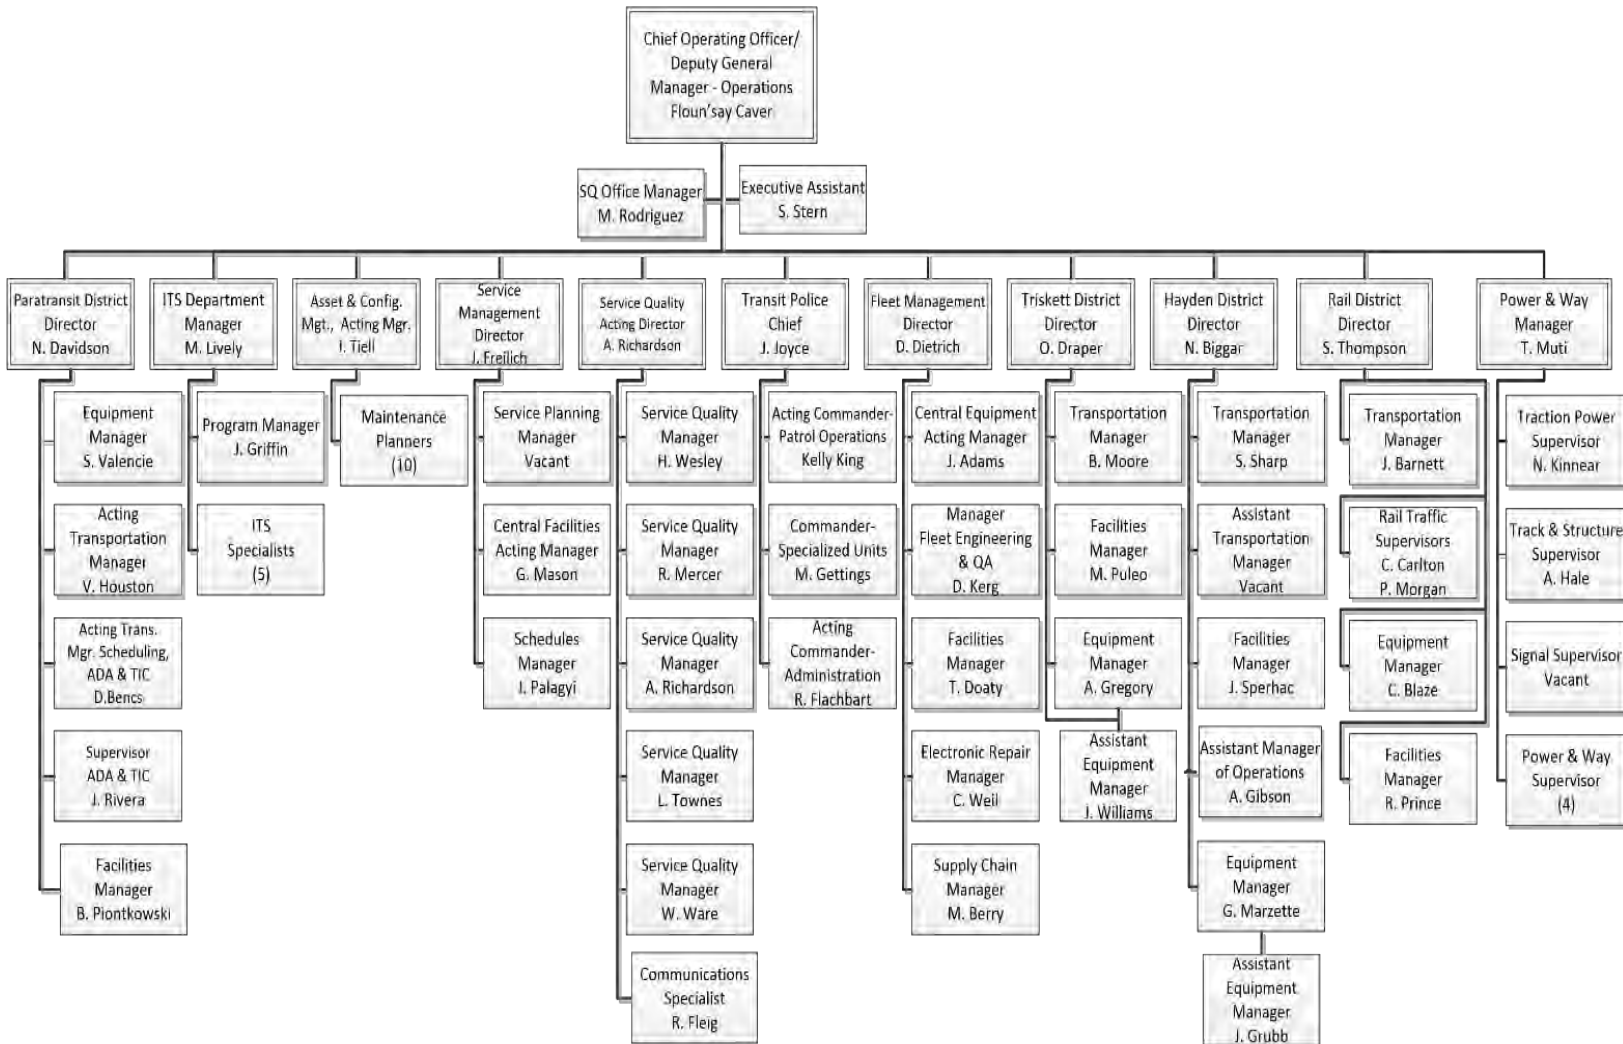 Chief Operating Officer/
Deputy General
Manager - Operations
Floun'say Caver
SQ Office Manager
M. Rodriguez
Executive Assistant
S. Stern
Paratransit District
Director
N. Davidson
ITS Department
Manager
M. Lively
Asset & Config.
Mgt., Acting Mgr.
I. Tiell
Service
Management
Director
J. Freilich
Service Quality
Acting Director
A. Richardson
Transit Police
Chief
J. Joyce
Fleet Management
Director
D. Dietrich
Triskett District
Director
O. Draper
Hayden District
Director
N. Biggar
Rail District
Director
S. Thompson
Power & Way
Manager
T. Muti
Equipment
Manager
S. Valencie
Acting
Transportation
Manager
V. Houston
Acting Trans.
Mgr. Scheduling,
ADA & TIC
D.Bencs
Supervisor
ADA & TIC
J. Rivera
Facilities
Manager
B. Piontkowski
Program Manager
J. Griffin
ITS
Specialists
(5)
Maintenance
Planners
(10)
Service Planning
Manager
Vacant
Central Facilities
Acting Manager
G. Mason
Schedules
Manager
I. Palagyi
Service Quality
Manager
H. Wesley
Service Quality
Manager
R. Mercer
Service Quality
Manager
A. Richardson
Service Quality
Manager
L. Townes
Service Quality
Manager
W. Ware
Communications
Specialist
R. Fleig
Acting Commander-
Patrol Operations
Kelly King
Commander-
Specialized Units
M. Gettings
Acting
Commander-
Administration
R. Flachbart
Central Equipment
Acting Manager
J. Adams
Manager
Fleet Engineering
& QA
D. Kerg
Facilities
Manager
T. Doaty
Electronic Repair
Manager
C. Weil
Supply Chain
Manager
M. Berry
Transportation
Manager
B. Moore
Facilities
Manager
M. Puleo
Equipment
Manager
A. Gregory
Assistant
Equipment
Manager
J. Williams
Transportation
Manager
S. Sharp
Assistant
Transportation
Manager
Vacant
Facilities
Manager
J. Sperhac
Assistant Manager
of Operations
A. Gibson
Equipment
Manager
G. Marzette
Assistant
Equipment
Manager
J. Grubb
Transportation
Manager
J. Barnett
Rail Traffic
Supervisors
C. Carlton
P. Morgan
Equipment
Manager
C. Blaze
Facilities
Manager
R. Prince
Traction Power
Supervisor
N. Kinnear
Track & Structure
Supervisor
A. Hale
Signal Supervisor
Vacant
Power & Way
Supervisor
(4)